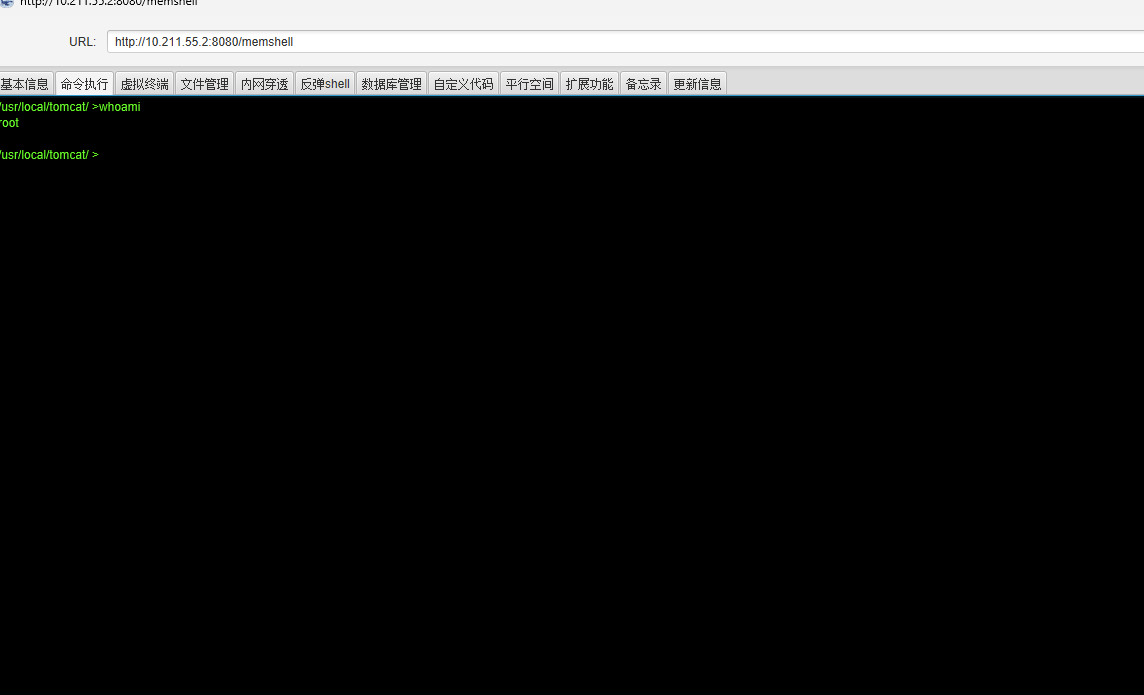 http://10.211.55.2:8080/memshell
URL: http://10.211.55.2:8080/memshell
基本信息 命令执行 虚拟终端 文件管理 内网穿透 反弹shell 数据库管理 自定义代码 平行空间 扩展功能 备忘录 更新信息
/usr/local/tomcat/ >whoami
root
/usr/local/tomcat/ >